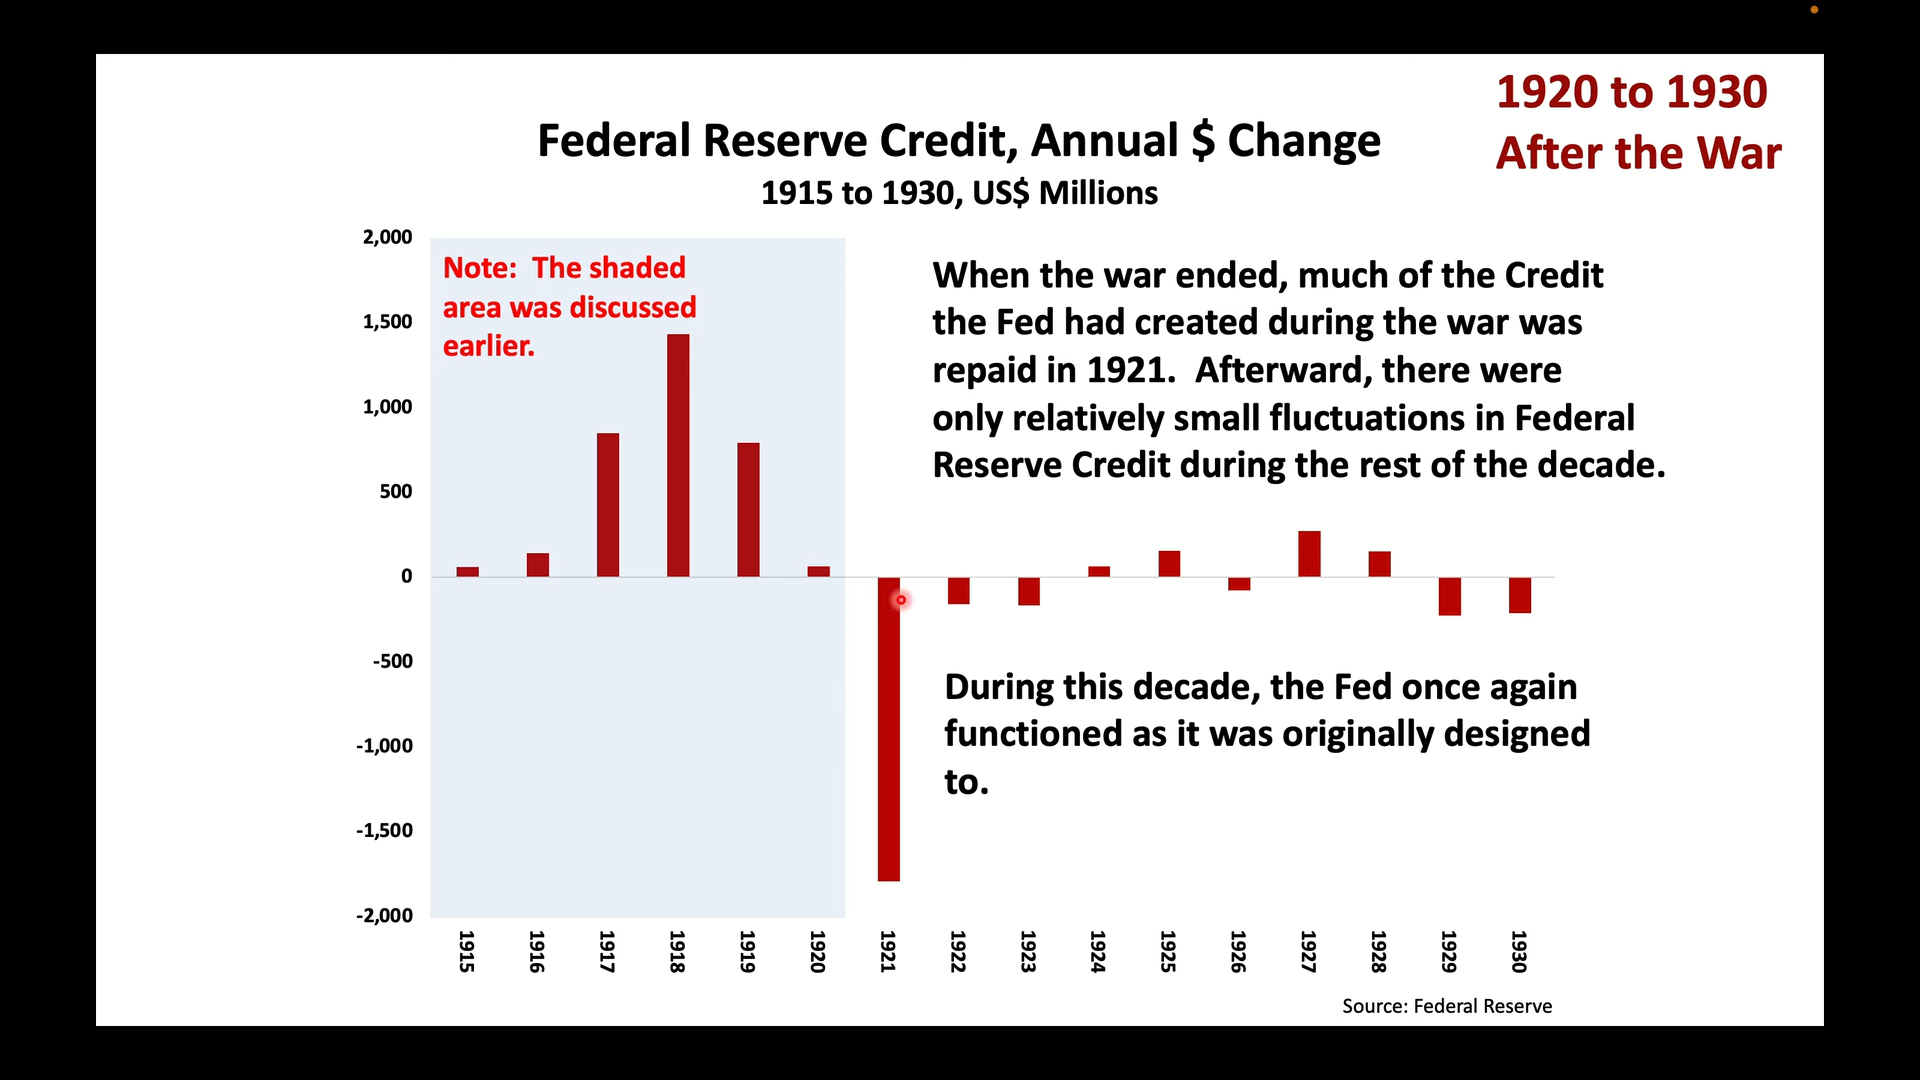 1920 to 1930
After the War
Federal Reserve Credit, Annual $ Change
1915 to 1930, US$ Millions
2,000
1,500
1,000
500
0
-500
-1,000
-1,500
-2,000
Note:  The shaded
area was discussed
earlier.
When the war ended, much of the Credit
the Fed had created during the war was
repaid in 1921.  Afterward, there were
only relatively small fluctuations in Federal
Reserve Credit during the rest of the decade.
During this decade, the Fed once again
functioned as it was originally designed
to.
1915
1916
1917
1918
1919
1920
1921
1922
1923
1924
1925
1926
1927
1928
1929
1930
Source: Federal Reserve